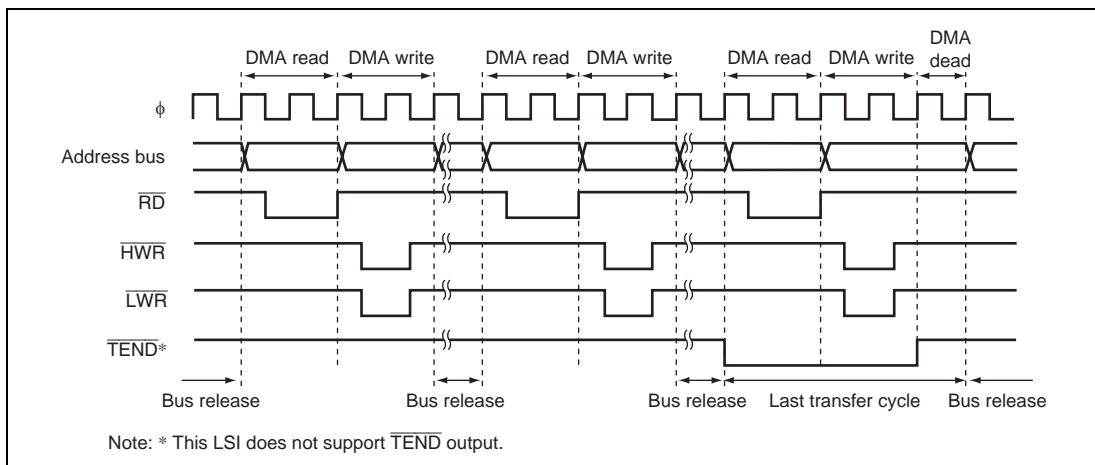 DMA read DMA write DMA read DMA write DMA read DMA write DMA dead
ϕ
Address bus
RD
HWR
LWR
TEND*
Bus release Bus release Bus release Last transfer cycle Bus release
Note: * This LSI does not support TEND output.